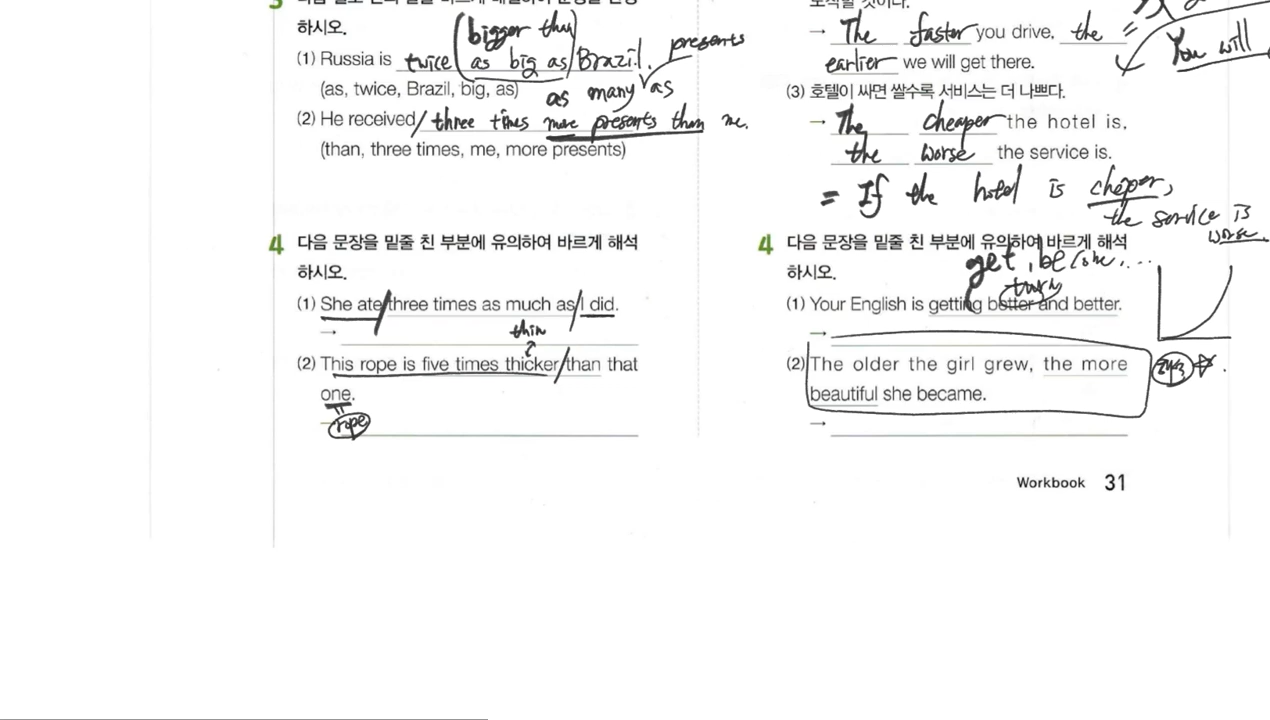 하시오.
(bigger than)
presents
(1) Russia is twice as big as Brazil.
(as, twice, Brazil, big, as)
as many as
(2) He received / three times more presents than me.
(than, three times, me, more presents)
4 다음 문장을 밑줄 친 부분에 유의하여 바르게 해석
하시오.
(1) She ate three times as much as I did.
→
thin
(2) This rope is five times thicker than that
one.
rope
→ The faster you drive, the
earlier we will get there.
You will
(3) 호텔이 싸면 쌀수록 서비스는 더 나쁘다.
→ The cheaper the hotel is,
the worse the service is.
= If the hotel is cheper,
the service is
worse.
4 다음 문장을 밑줄 친 부분에 유의하여 바르게 해석
하시오.
get, become...
turn
(1) Your English is getting better and better.
→
(2) The older the girl grew, the more
beautiful she became.
→
Workbook 31